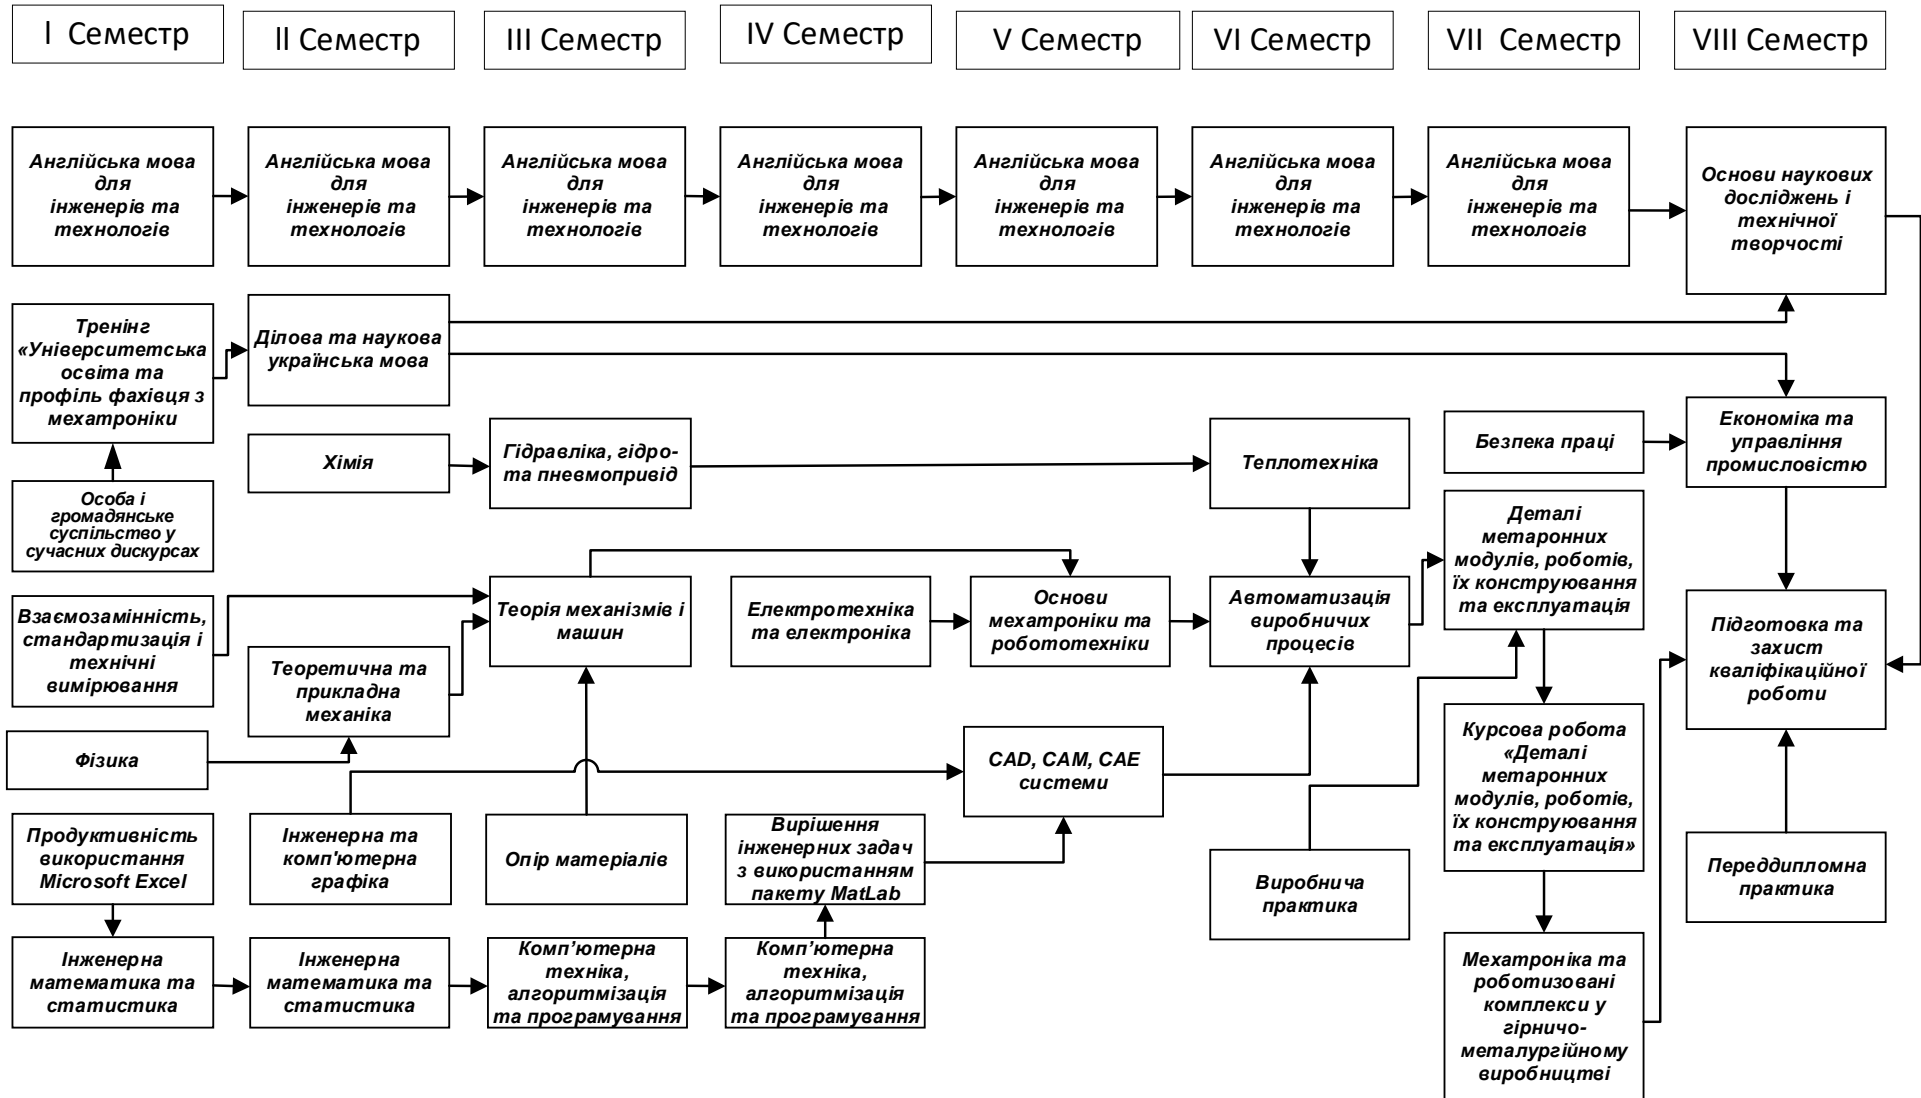 I Семестр
II Семестр
III Семестр
IV Семестр
V Семестр
VI Семестр
VII Семестр
VIII Семестр
Англійська мова
для
інженерів та
технологів
Англійська мова
для
інженерів та
технологів
Англійська мова
для
інженерів та
технологів
Англійська мова
для
інженерів та
технологів
Англійська мова
для
інженерів та
технологів
Англійська мова
для
інженерів та
технологів
Англійська мова
для
інженерів та
технологів
Основи наукових
досліджень і
технічної
творчості
Тренінг
«Університетська
освіта та
профіль фахівця з
мехатроніки
Ділова та наукова
українська мова
Економіка та
управління
промисловістю
Хімія
Гідравліка, гідро-
та пневмопривід
Теплотехніка
Безпека праці
Особа і
громадянське
суспільство у
сучасних дискурсах
Деталі
метаронних
модулів, роботів,
їх конструювання
та експлуатація
Взаємозамінність,
стандартизація і
технічні
вимірювання
Теорія механізмів і
машин
Електротехніка
та електроніка
Основи
мехатроніки та
робототехніки
Автоматизація
виробничих
процесів
Підготовка та
захист
кваліфікаційної
роботи
Теоретична та
прикладна
механіка
Фізика
CAD, CAM, CAE
системи
Курсова робота
«Деталі
метаронних
модулів, роботів,
їх конструювання
та експлуатація»
Продуктивність
використання
Microsoft Excel
Інженерна та
комп'ютерна
графіка
Опір матеріалів
Вирішення
інженерних задач
з використанням
пакету MatLab
Виробнича
практика
Переддипломна
практика
Інженерна
математика та
статистика
Інженерна
математика та
статистика
Комп’ютерна
техніка,
алгоритмізація
та програмування
Комп’ютерна
техніка,
алгоритмізація
та програмування
Мехатроніка та
роботизовані
комплекси у
гірничо-
металургійному
виробництві